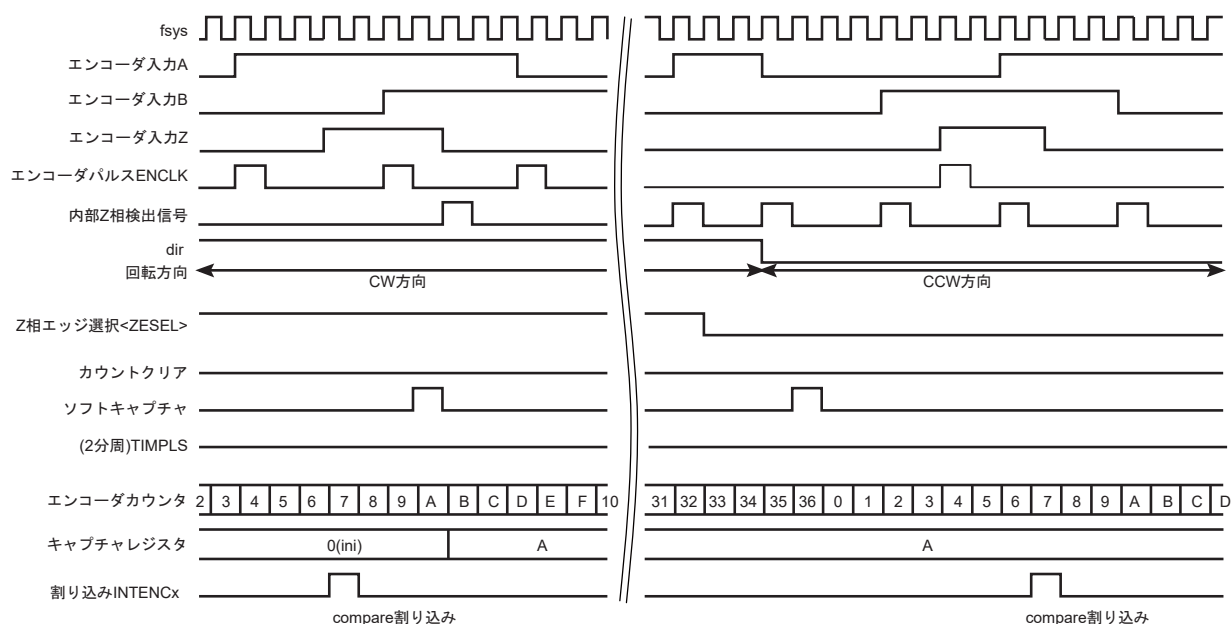 fsys
エンコーダ入力A
エンコーダ入力B
エンコーダ入力Z
エンコーダパルスENCLK
内部Z相検出信号
dir
回転方向
CW方向 CCW方向
Z相エッジ選択<ZESEL>
カウントクリア
ソフトキャプチャ
(2分周)TIMPLS
エンコーダカウンタ 2 3 4 5 6 7 8 9 A B C D E F 10 31 32 33 34 35 36 0 1 2 3 4 5 6 7 8 9 A B C D
キャプチャレジスタ 0(ini) A A
割り込みINTENCx
compare割り込み compare割り込み